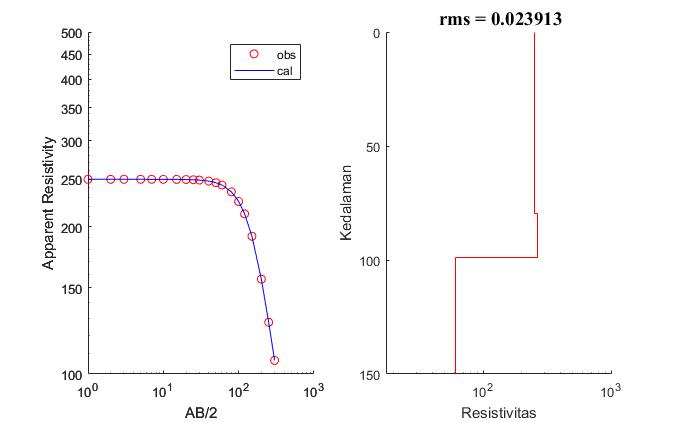 rms = 0.023913
500
450
400
350
300
250
200
150
100
Apparent Resistivity
obs
cal
10^0
10^1
10^2
10^3
AB/2
0
50
100
150
Kedalaman
10^2
10^3
Resistivitas